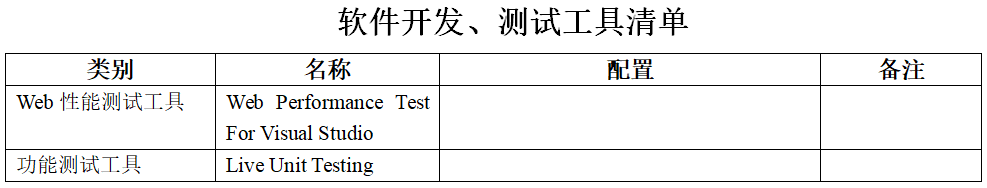 软件开发、测试工具清单
类别 名称 配置 备注
Web 性能测试工具 Web Performance Test
For Visual Studio
功能测试工具 Live Unit Testing